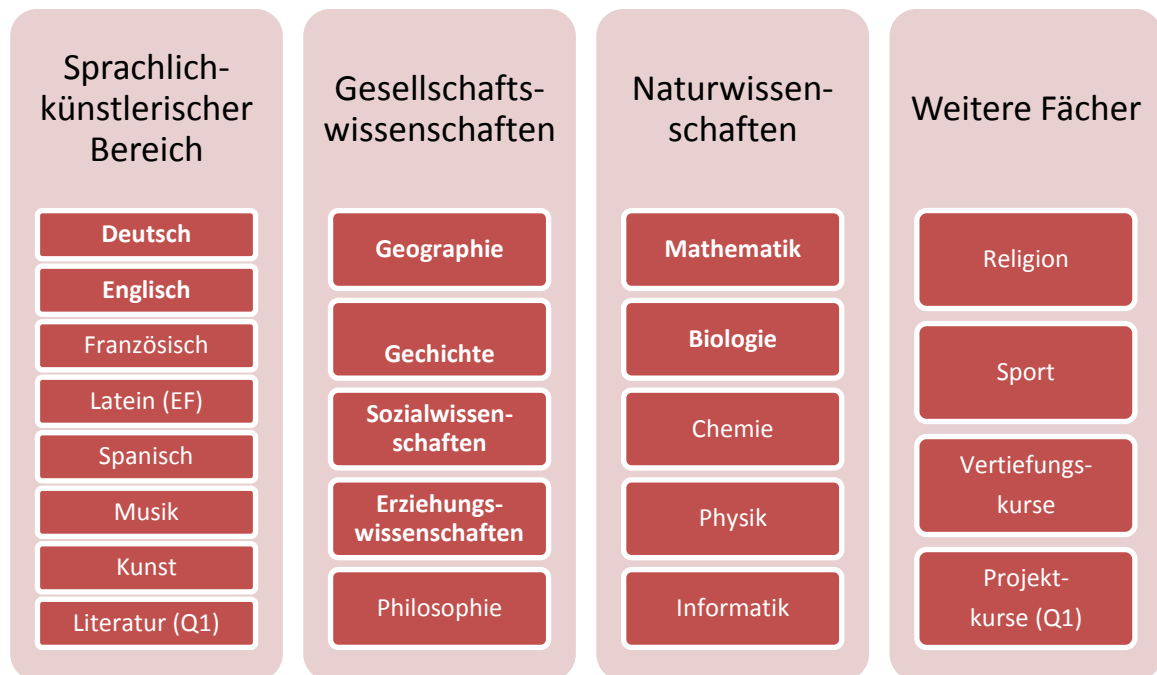 Sprachlich-
künstlerischer
Bereich
Deutsch
Englisch
Französisch
Latein (EF)
Spanisch
Musik
Kunst
Literatur (Q1)
Gesellschafts-
wissenschaften
Geographie
Gechichte
Sozialwissen-
schaften
Erziehungs-
wissenschaften
Philosophie
Naturwissen-
schaften
Mathematik
Biologie
Chemie
Physik
Informatik
Weitere Fächer
Religion
Sport
Vertiefungs-
kurse
Projekt-
kurse (Q1)